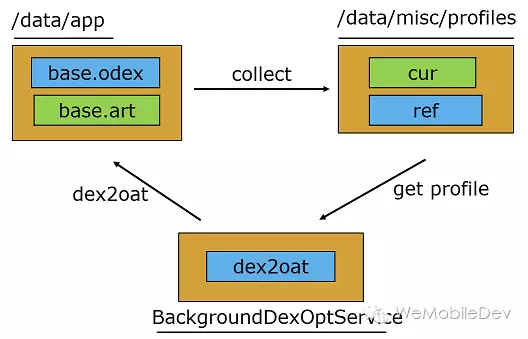 /data/app
/data/misc/profiles
base.odex
base.art
collect
cur
ref
dex2oat
get profile
dex2oat
BackgroundDexOptService
WeMobileDev